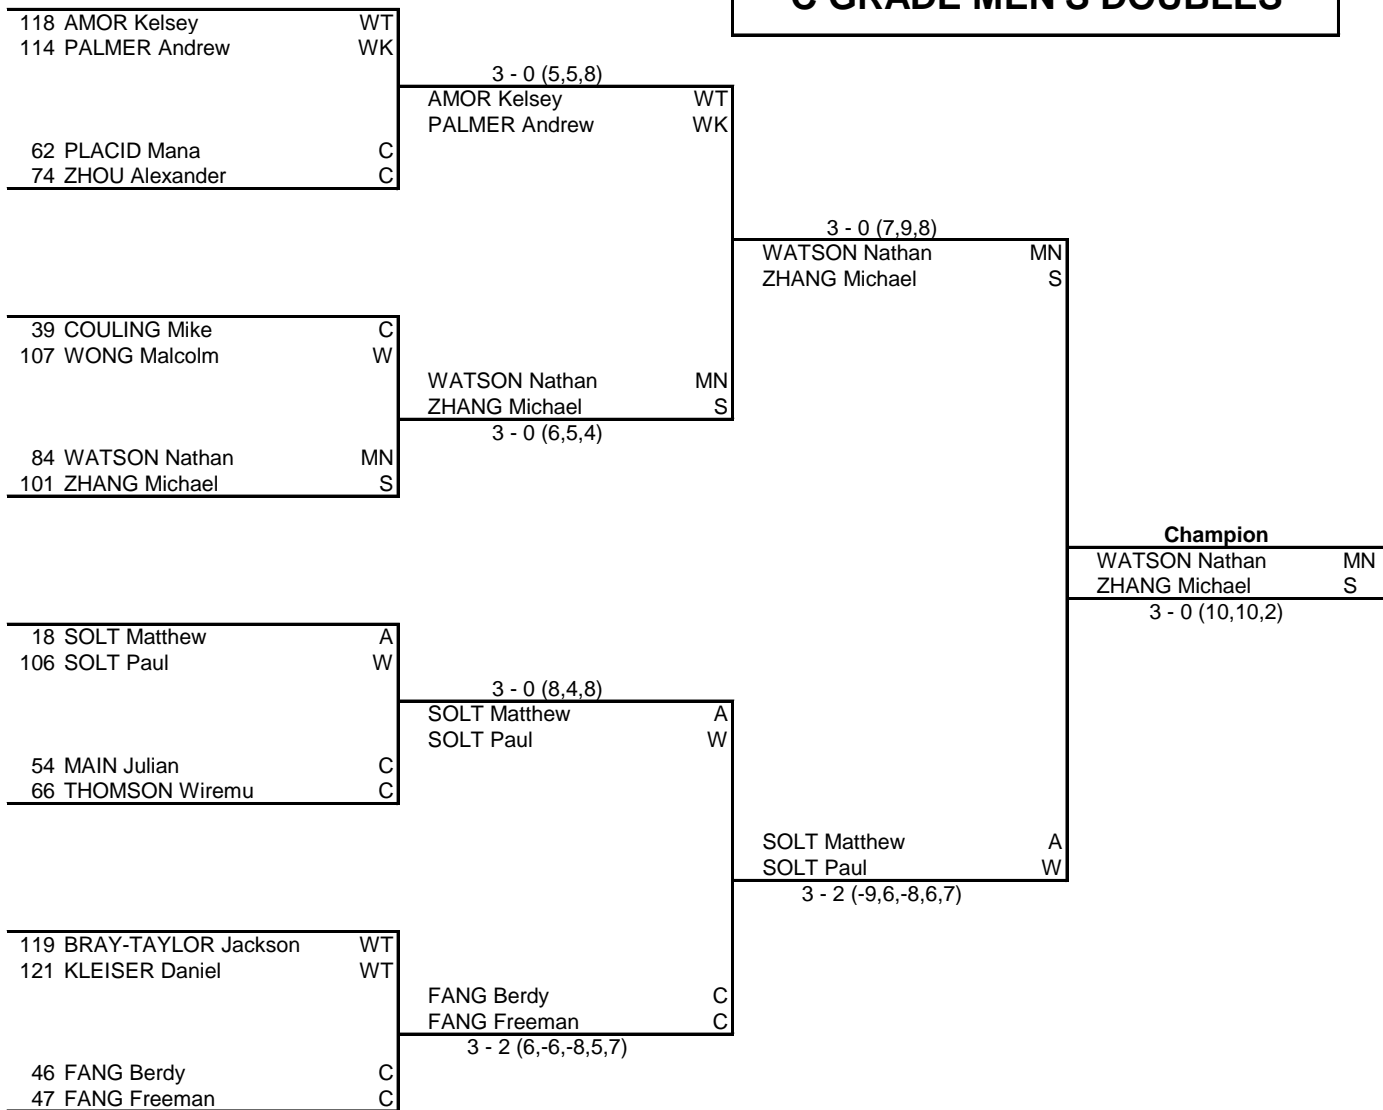 C GRADE MEN'S DOUBLES
118 AMOR Kelsey WT
114 PALMER Andrew WK
3 - 0 (5,5,8)
AMOR Kelsey WT
PALMER Andrew WK
62 PLACID Mana C
74 ZHOU Alexander C
3 - 0 (7,9,8)
WATSON Nathan MN
ZHANG Michael S
39 COULING Mike C
107 WONG Malcolm W
WATSON Nathan MN
ZHANG Michael S
3 - 0 (6,5,4)
84 WATSON Nathan MN
101 ZHANG Michael S
Champion
WATSON Nathan MN
ZHANG Michael S
3 - 0 (10,10,2)
18 SOLT Matthew A
106 SOLT Paul W
3 - 0 (8,4,8)
SOLT Matthew A
SOLT Paul W
54 MAIN Julian C
66 THOMSON Wiremu C
SOLT Matthew A
SOLT Paul W
3 - 2 (-9,6,-8,6,7)
119 BRAY-TAYLOR Jackson WT
121 KLEISER Daniel WT
FANG Berdy C
FANG Freeman C
3 - 2 (6,-6,-8,5,7)
46 FANG Berdy C
47 FANG Freeman C